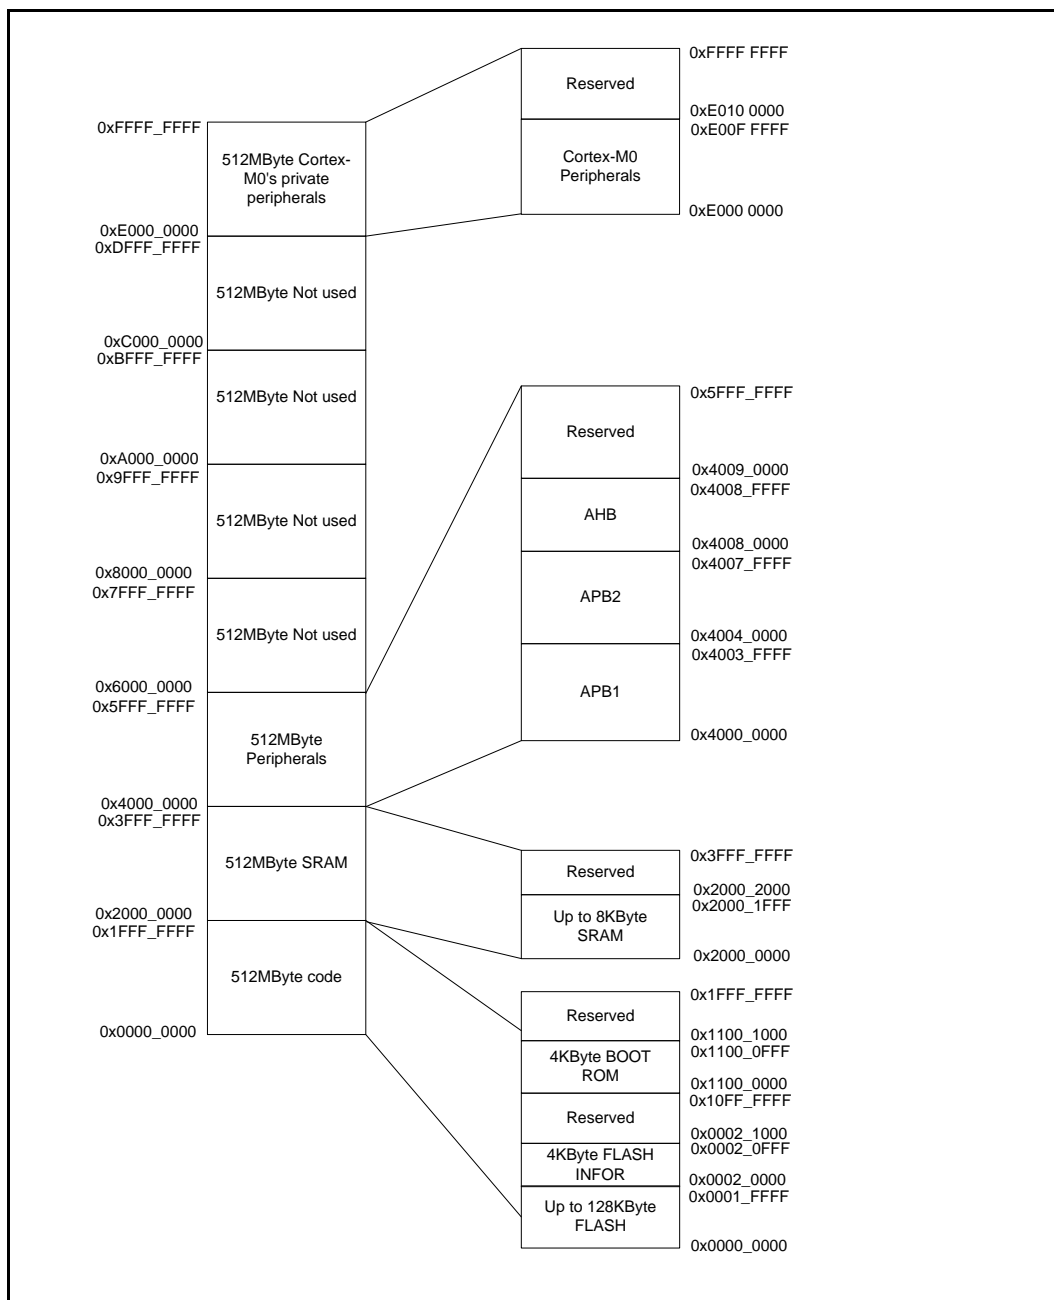 0xFFFF_FFFF
512MByte Cortex-
M0's private
peripherals
0xE000_0000
0xDFFF_FFFF
512MByte Not used
0xC000_0000
0xBFFF_FFFF
512MByte Not used
0xA000_0000
0x9FFF_FFFF
512MByte Not used
0x8000_0000
0x7FFF_FFFF
512MByte Not used
0x6000_0000
0x5FFF_FFFF
512MByte
Peripherals
0x4000_0000
0x3FFF_FFFF
512MByte SRAM
0x2000_0000
0x1FFF_FFFF
512MByte code
0x0000_0000
0xFFFF FFFF
Reserved
0xE010 0000
0xE00F FFFF
Cortex-M0
Peripherals
0xE000 0000
0x5FFF_FFFF
Reserved
0x4009_0000
0x4008_FFFF
AHB
0x4008_0000
0x4007_FFFF
APB2
0x4004_0000
0x4003_FFFF
APB1
0x4000_0000
0x3FFF_FFFF
Reserved
0x2000_2000
0x2000_1FFF
Up to 8KByte
SRAM
0x2000_0000
0x1FFF_FFFF
Reserved
0x1100_1000
0x1100_0FFF
4KByte BOOT
ROM
0x1100_0000
0x10FF_FFFF
Reserved
0x0002_1000
0x0002_0FFF
4KByte FLASH
INFOR
0x0002_0000
0x0001_FFFF
Up to 128KByte
FLASH
0x0000_0000